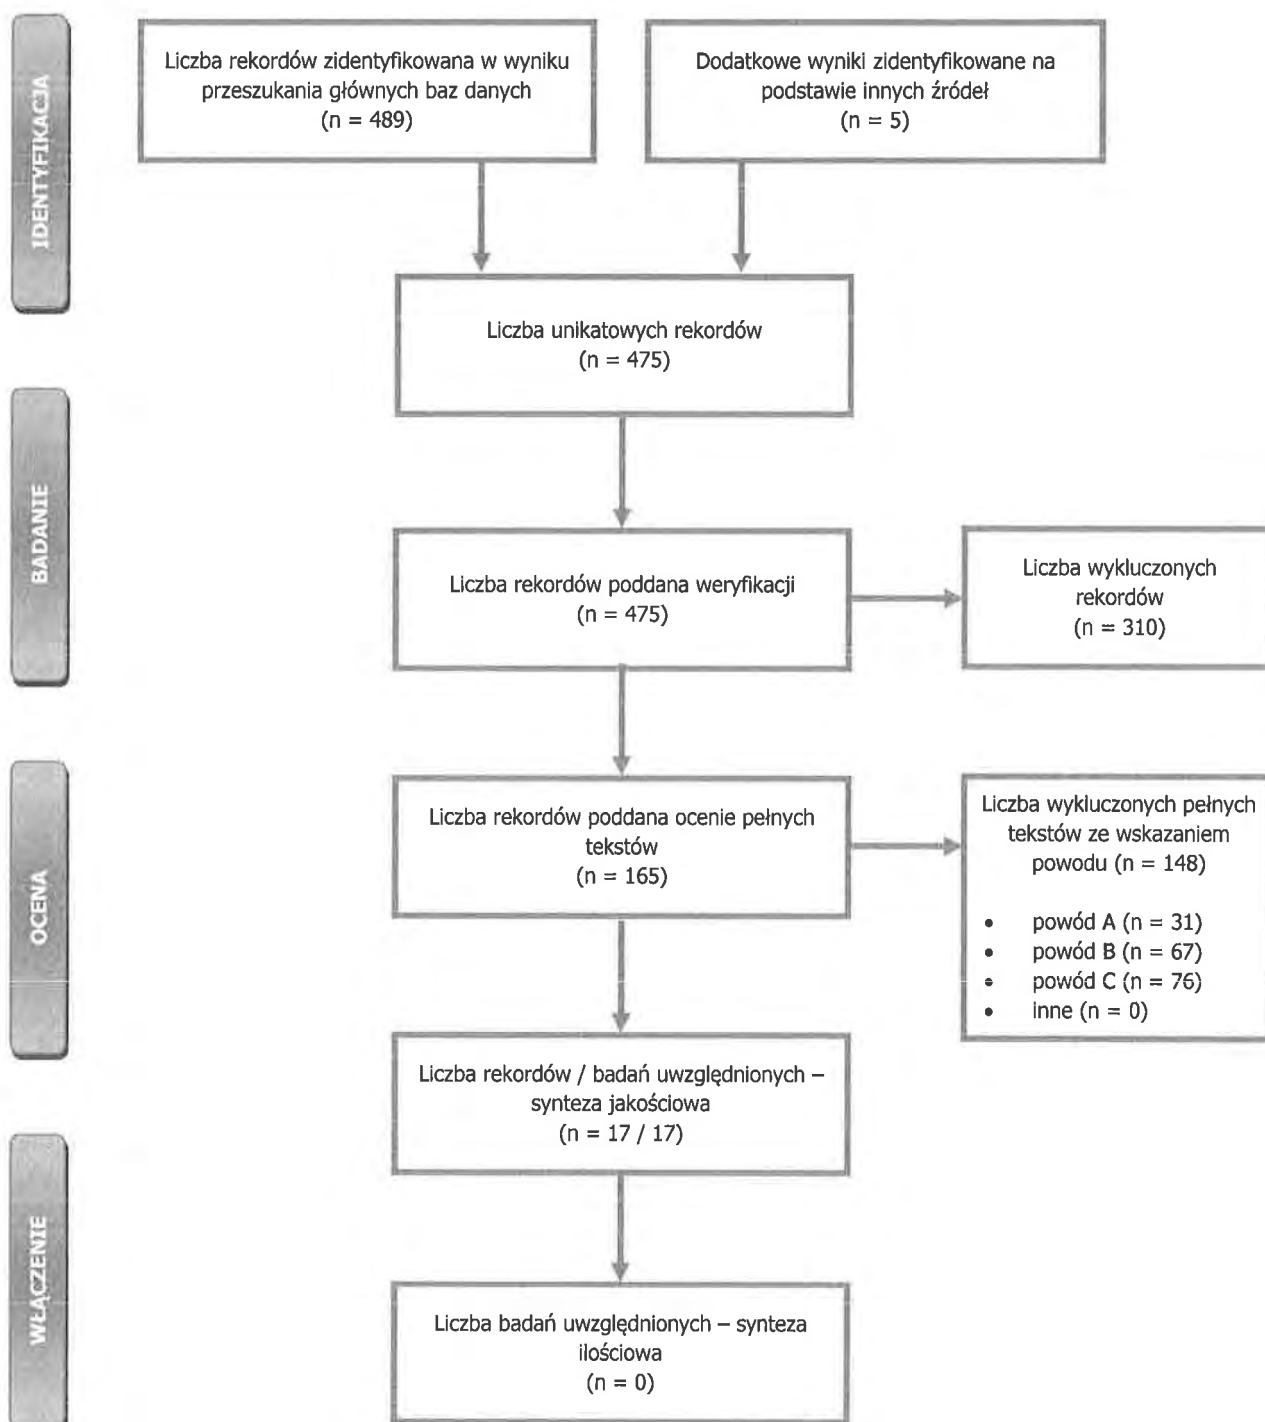 IDENTYFIKACJA
Liczba rekordów zidentyfikowana w wyniku
przeszukania głównych baz danych
(n = 489)
Dodatkowe wyniki zidentyfikowane na
podstawie innych źródeł
(n = 5)
Liczba unikatowych rekordów
(n = 475)
BADANIE
Liczba rekordów poddana weryfikacji
(n = 475)
Liczba wykluczonych
rekordów
(n = 310)
OCENA
Liczba rekordów poddana ocenie pełnych
tekstów
(n = 165)
Liczba wykluczonych pełnych
tekstów ze wskazaniem
powodu (n = 148)
• powód A (n = 31)
• powód B (n = 67)
• powód C (n = 76)
• inne (n = 0)
Liczba rekordów / badań uwzględnionych –
synteza jakościowa
(n = 17 / 17)
WŁĄCZENIE
Liczba badań uwzględnionych – synteza
ilościowa
(n = 0)